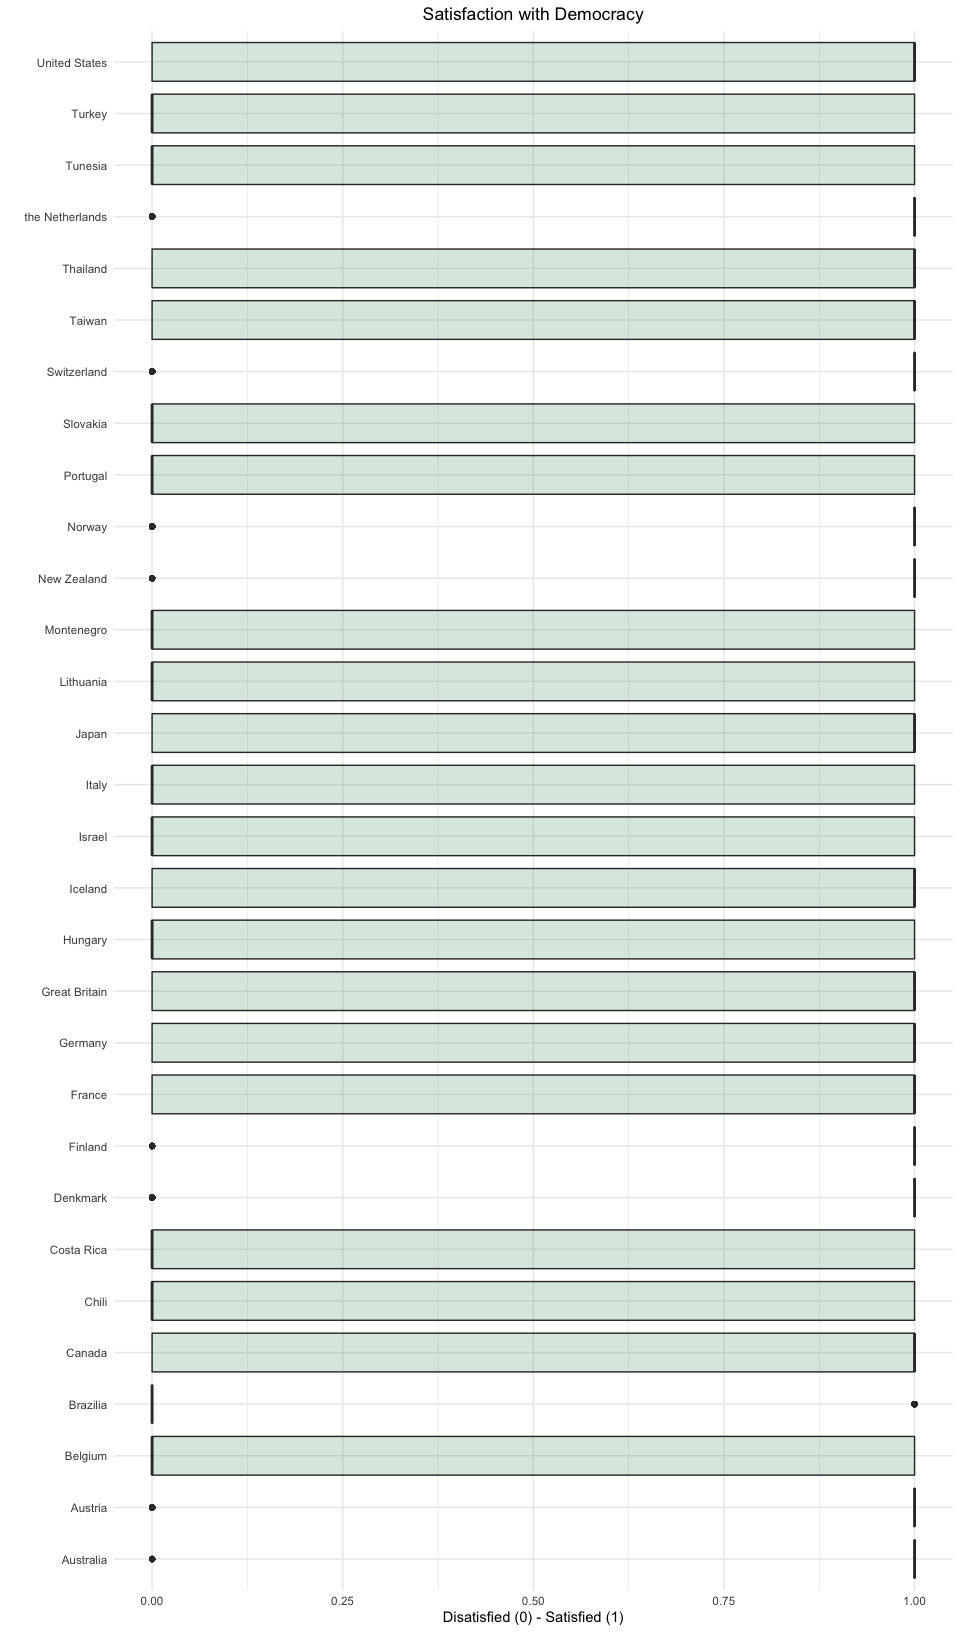 Satisfaction with Democracy
United States
Turkey
Tunesia
the Netherlands
Thailand
Taiwan
Switzerland
Slovakia
Portugal
Norway
New Zealand
Montenegro
Lithuania
Japan
Italy
Israel
Iceland
Hungary
Great Britain
Germany
France
Finland
Denkmark
Costa Rica
Chili
Canada
Brazilia
Belgium
Austria
Australia
0.00 0.25 0.50 0.75 1.00
Disatisfied (0) - Satisfied (1)